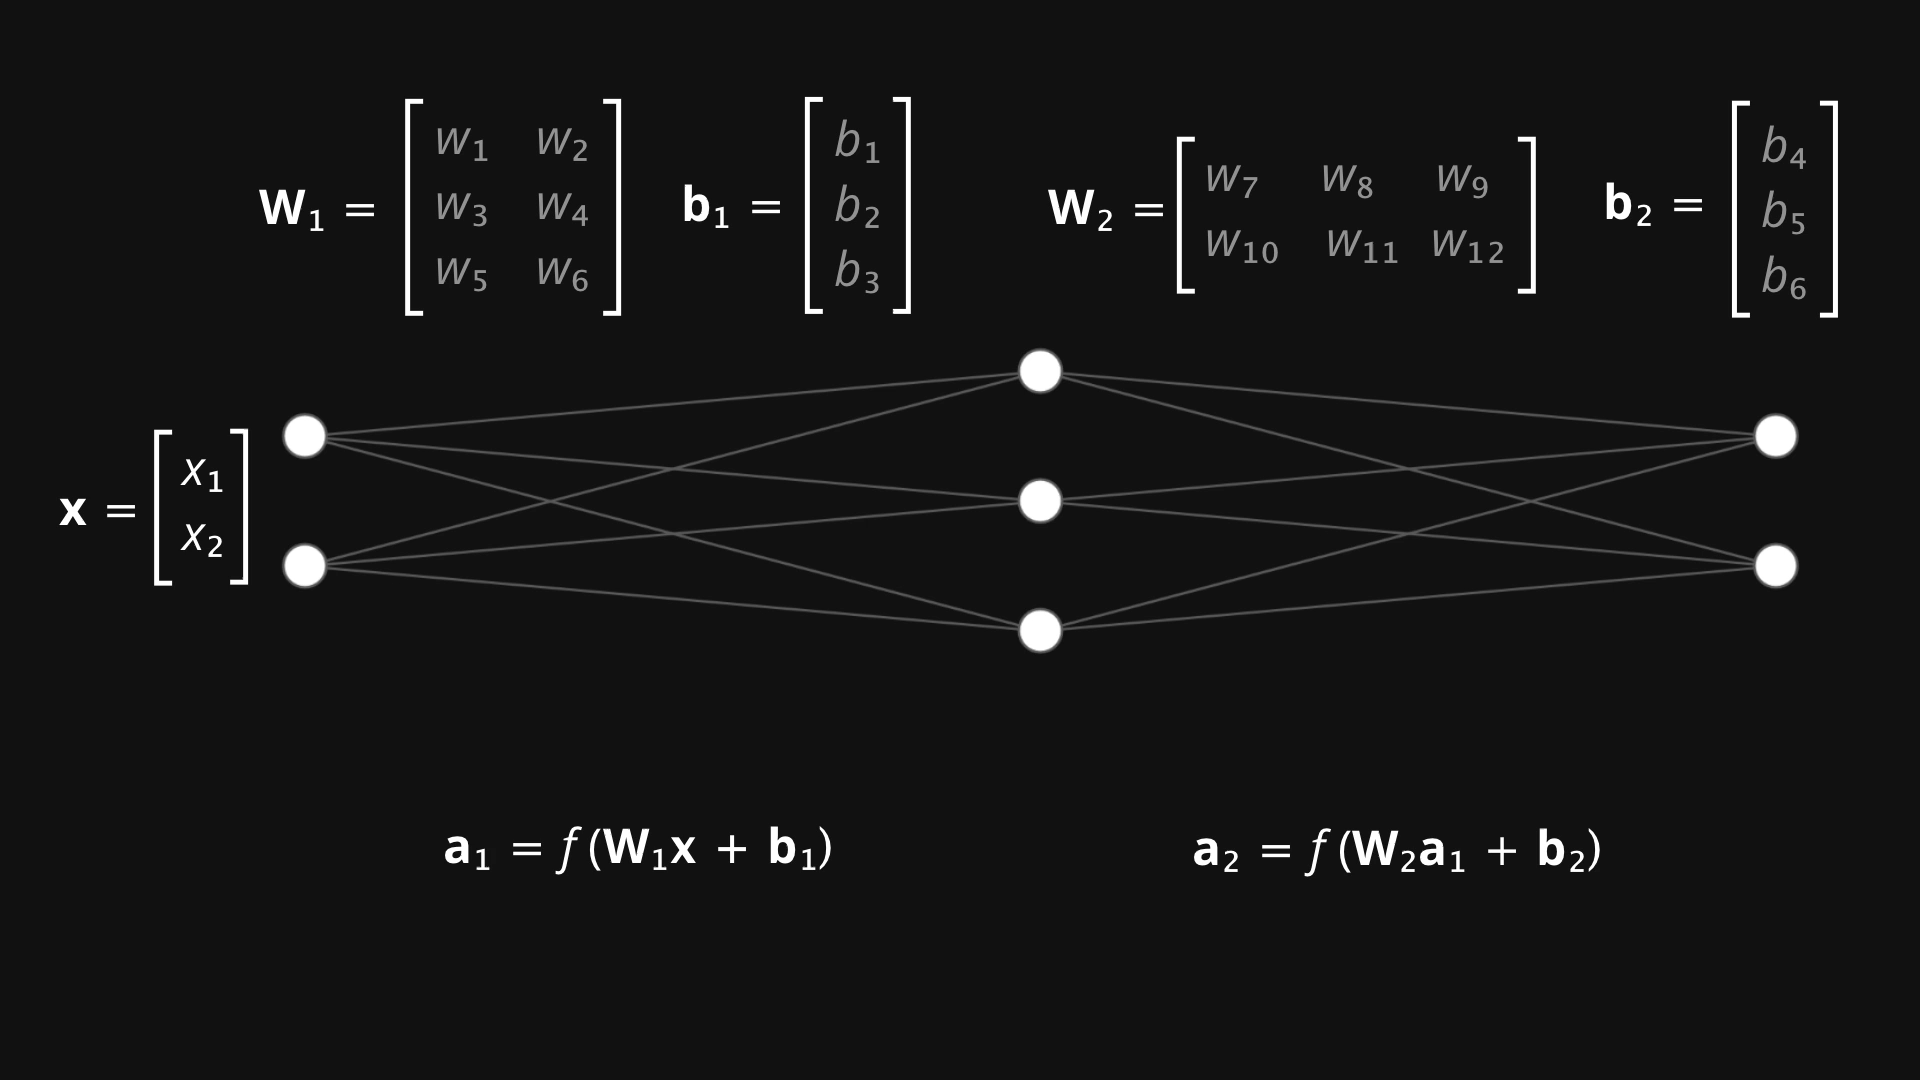 W₁ = [ w₁ w₂
w₃ w₄
w₅ w₆ ]
b₁ = [ b₁
b₂
b₃ ]
W₂ = [ w₇ w₈ w₉
w₁₀ w₁₁ w₁₂ ]
b₂ = [ b₄
b₅
b₆ ]
x = [ x₁
x₂ ]
a₁ = f(W₁x + b₁)
a₂ = f(W₂a₁ + b₂)